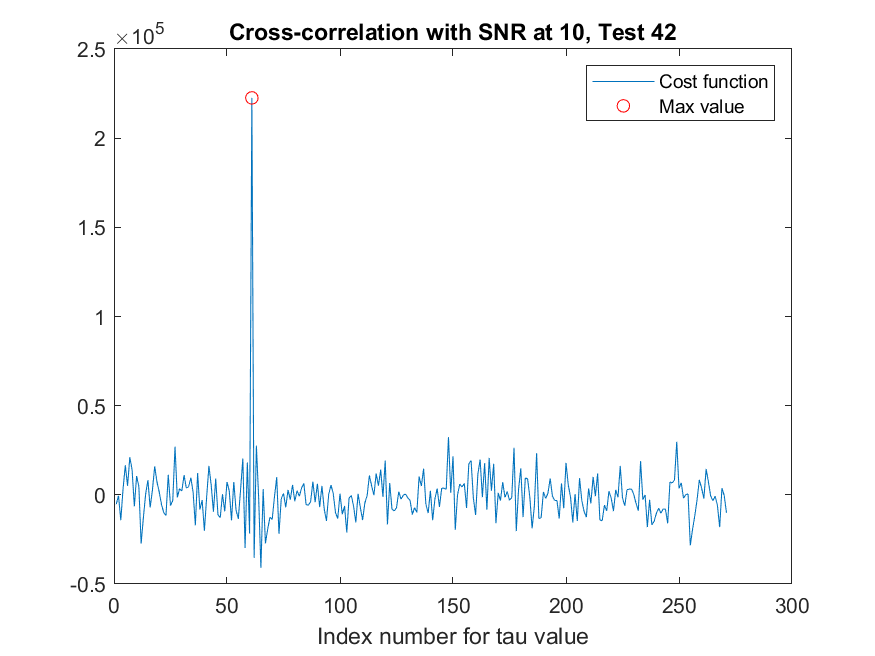 Cross-correlation with SNR at 10, Test 42
×10^5
2.5
2
1.5
1
0.5
0
-0.5
0 50 100 150 200 250 300
Index number for tau value
Cost function
Max value